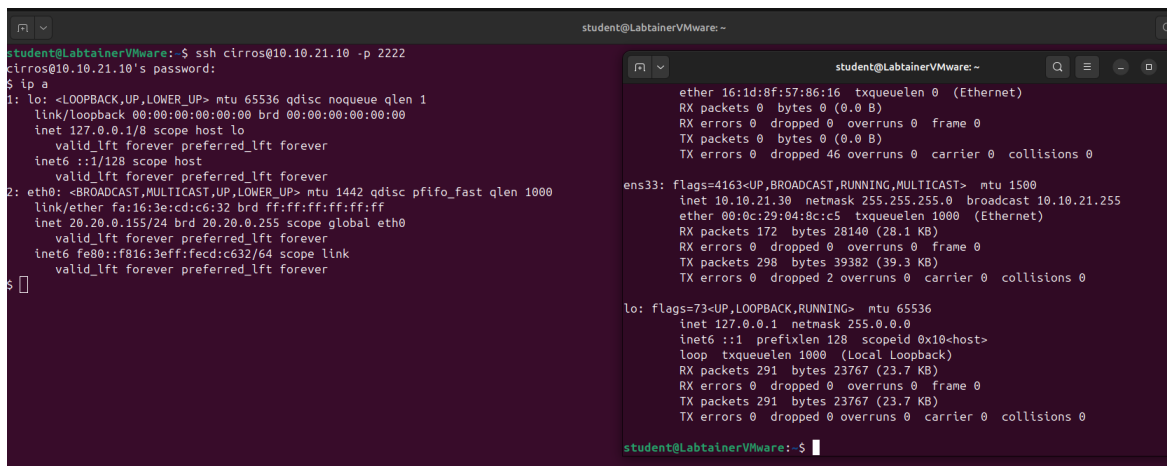 student@LabtainerVMware: ~
student@LabtainerVMware:~$ ssh cirros@10.10.21.10 -p 2222
cirros@10.10.21.10's password:
$ ip a
1: lo: <LOOPBACK,UP,LOWER_UP> mtu 65536 qdisc noqueue qlen 1
    link/loopback 00:00:00:00:00:00 brd 00:00:00:00:00:00
    inet 127.0.0.1/8 scope host lo
       valid_lft forever preferred_lft forever
    inet6 ::1/128 scope host
       valid_lft forever preferred_lft forever
2: eth0: <BROADCAST,MULTICAST,UP,LOWER_UP> mtu 1442 qdisc pfifo_fast qlen 1000
    link/ether fa:16:3e:cd:c6:32 brd ff:ff:ff:ff:ff:ff
    inet 20.20.0.155/24 brd 20.20.0.255 scope global eth0
       valid_lft forever preferred_lft forever
    inet6 fe80::f816:3eff:fecd:c632/64 scope link
       valid_lft forever preferred_lft forever
$
student@LabtainerVMware: ~
        ether 16:1d:8f:57:86:16  txqueuelen 0  (Ethernet)
        RX packets 0  bytes 0 (0.0 B)
        RX errors 0  dropped 0  overruns 0  frame 0
        TX packets 0  bytes 0 (0.0 B)
        TX errors 0  dropped 46 overruns 0  carrier 0  collisions 0
ens33: flags=4163<UP,BROADCAST,RUNNING,MULTICAST>  mtu 1500
        inet 10.10.21.30  netmask 255.255.255.0  broadcast 10.10.21.255
        ether 00:0c:29:04:8c:c5  txqueuelen 1000  (Ethernet)
        RX packets 172  bytes 28140 (28.1 KB)
        RX errors 0  dropped 0  overruns 0  frame 0
        TX packets 298  bytes 39382 (39.3 KB)
        TX errors 0  dropped 2 overruns 0  carrier 0  collisions 0
lo: flags=73<UP,LOOPBACK,RUNNING>  mtu 65536
        inet 127.0.0.1  netmask 255.0.0.0
        inet6 ::1  prefixlen 128  scopeid 0x10<host>
        loop  txqueuelen 1000  (Local Loopback)
        RX packets 291  bytes 23767 (23.7 KB)
        RX errors 0  dropped 0  overruns 0  frame 0
        TX packets 291  bytes 23767 (23.7 KB)
        TX errors 0  dropped 0 overruns 0  carrier 0  collisions 0
student@LabtainerVMware:~$